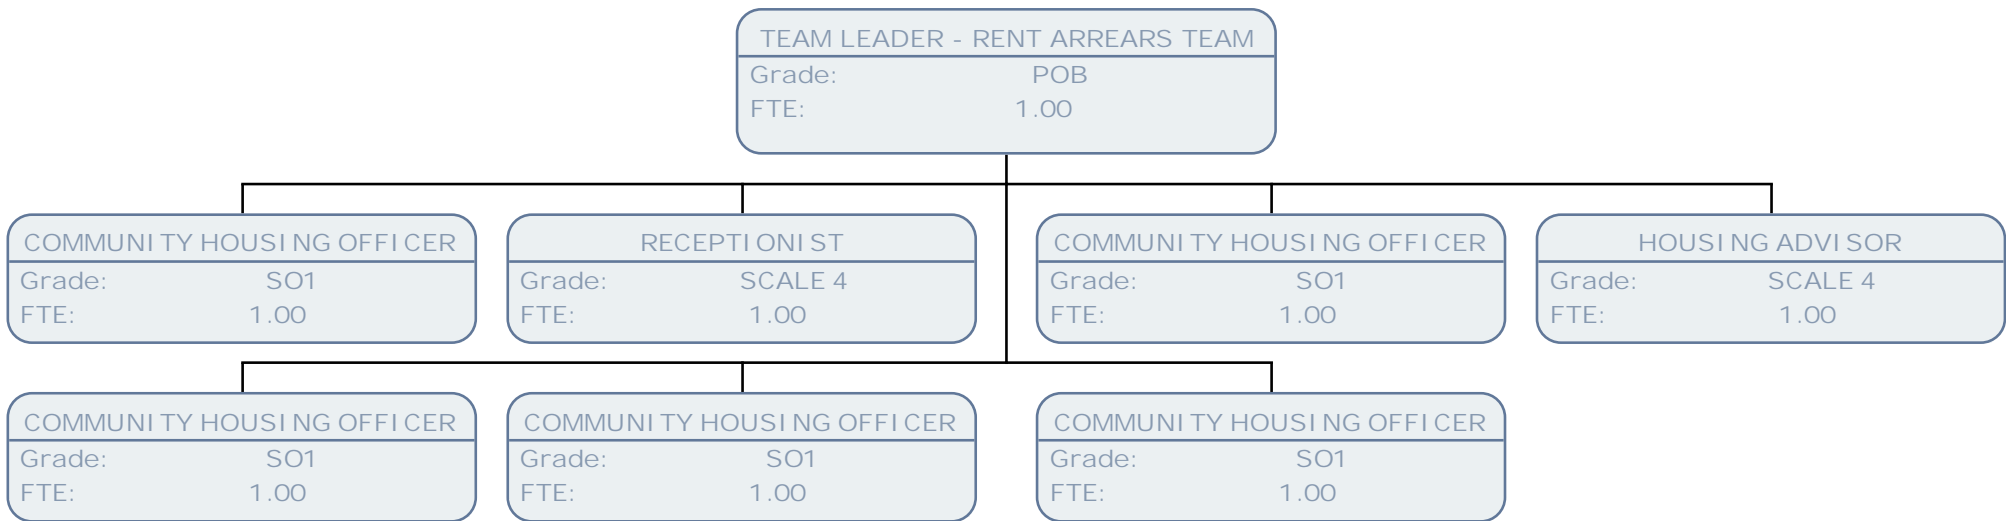 TEAM LEADER - RENT ARREARS TEAM
Grade: POB
FTE: 1.00
COMMUNITY HOUSING OFFICER
Grade: SO1
FTE: 1.00
RECEPTIONIST
Grade: SCALE 4
FTE: 1.00
COMMUNITY HOUSING OFFICER
Grade: SO1
FTE: 1.00
HOUSING ADVISOR
Grade: SCALE 4
FTE: 1.00
COMMUNITY HOUSING OFFICER
Grade: SO1
FTE: 1.00
COMMUNITY HOUSING OFFICER
Grade: SO1
FTE: 1.00
COMMUNITY HOUSING OFFICER
Grade: SO1
FTE: 1.00